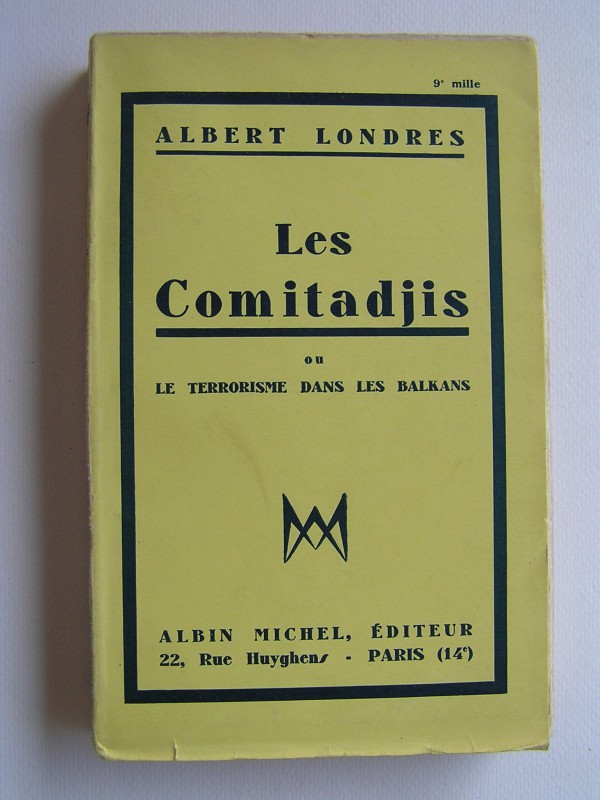 9e mille
ALBERT LONDRES
Les
Comitadjis
ou
LE TERRORISME DANS LES BALKANS
ALBIN MICHEL, ÉDITEUR
22, Rue Huyghens - PARIS (14e)